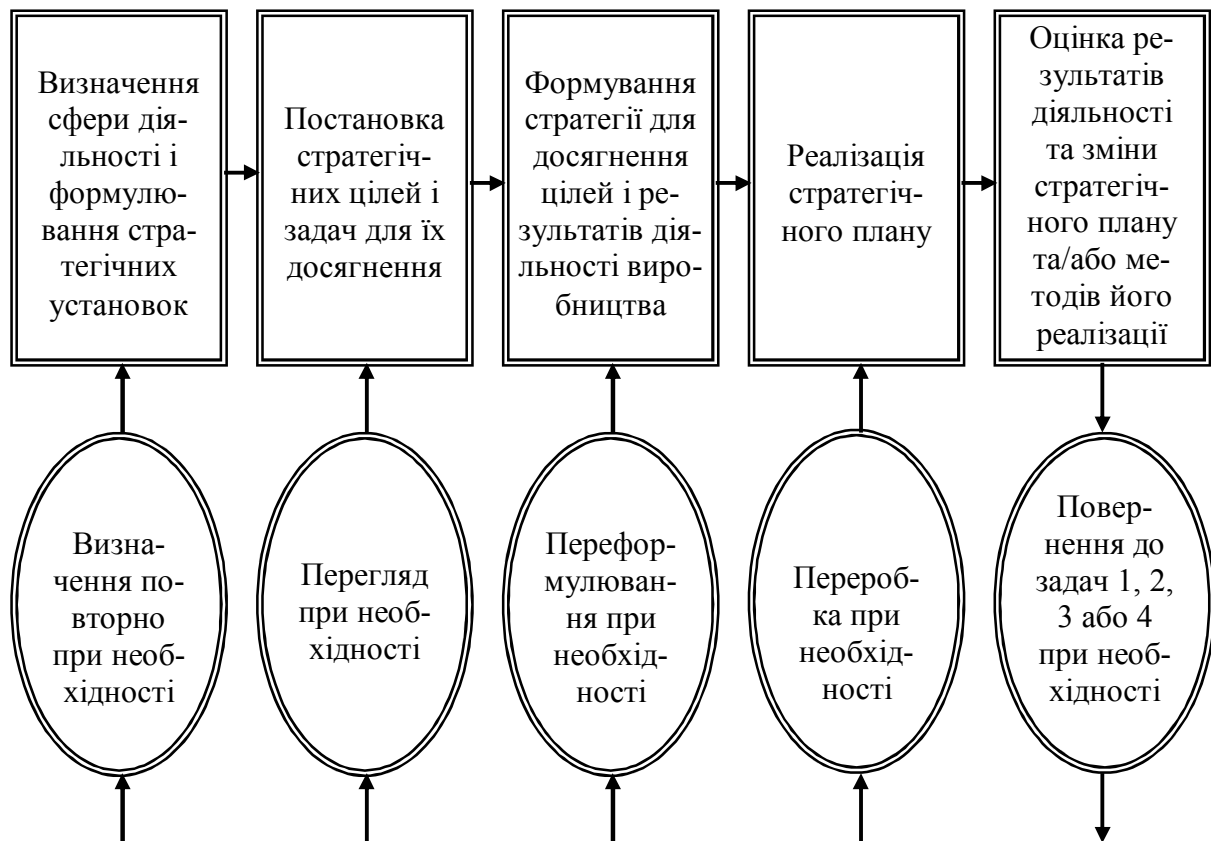 Визначення
сфери дія-
льності і
формулю-
вання стра-
тегічних
установок
Постановка
стратегіч-
них цілей і
задач для їх
досягнення
Формування
стратегії для
досягнення
цілей і ре-
зультатів дія-
льності виро-
бництва
Реалізація
стратегіч-
ного плану
Оцінка ре-
зультатів
діяльності
та зміни
стратегіч-
ного плану
та/або ме-
тодів його
реалізації
Визна-
чення по-
вторно
при необ-
хідності
Перегляд
при необ-
хідності
Перефор-
мулюван-
ня при
необхід-
ності
Перероб-
ка при
необхід-
ності
Повер-
нення до
задач 1, 2,
3 або 4
при необ-
хідності